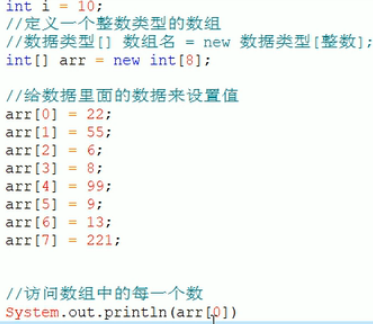 int i = 10;
//定义一个整数类型的数组
//数据类型[] 数组名 = new 数据类型[整数];
int[] arr = new int[8];
//给数据里面的数据来设置值
arr[0] = 22;
arr[1] = 55;
arr[2] = 6;
arr[3] = 8;
arr[4] = 99;
arr[5] = 9;
arr[6] = 13;
arr[7] = 221;
//访问数组中的每一个数
System.out.println(arr[0])